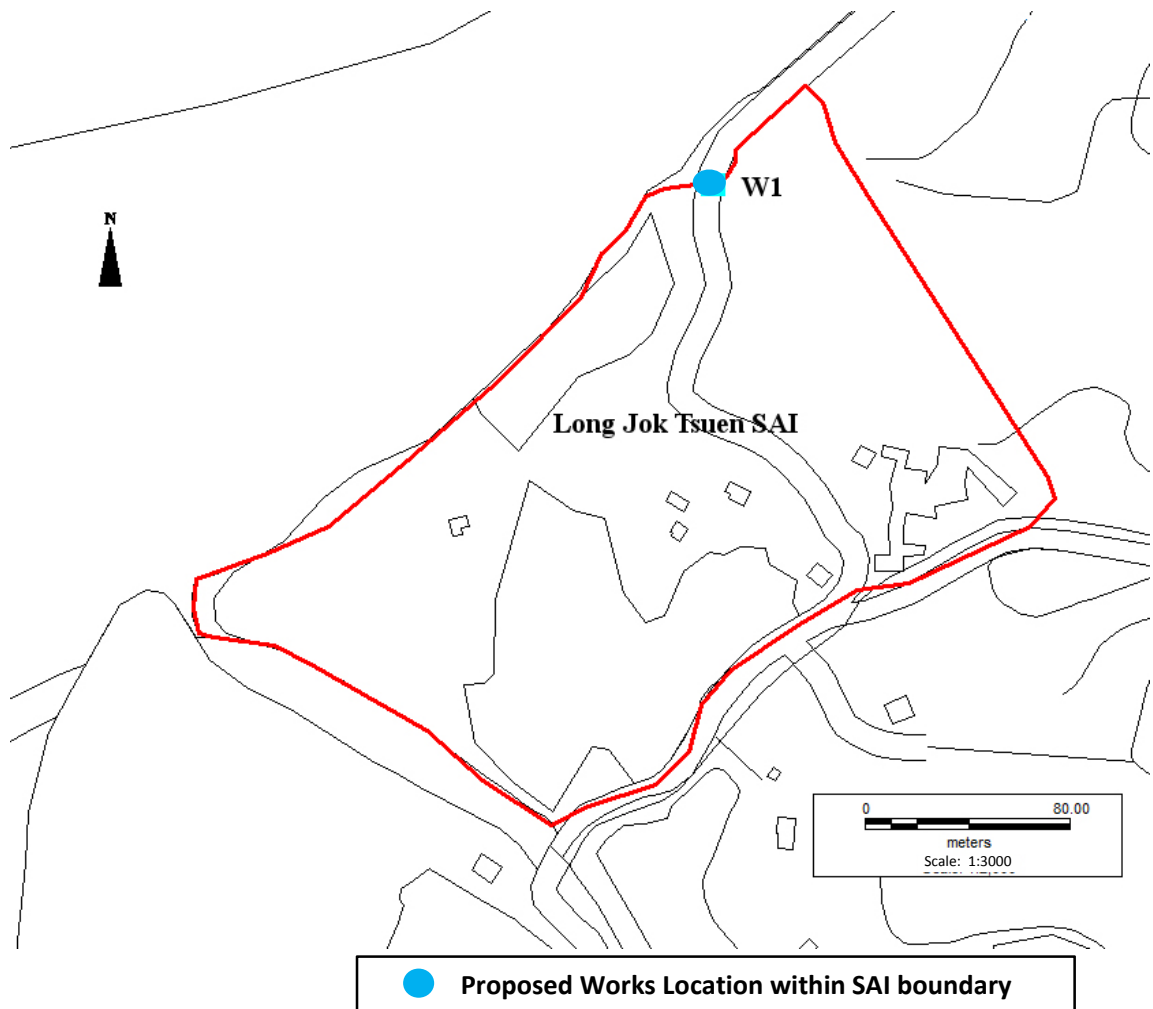 N
W1
Long Jok Tsuen SAI
0 80.00
meters
Scale: 1:3000
Proposed Works Location within SAI boundary